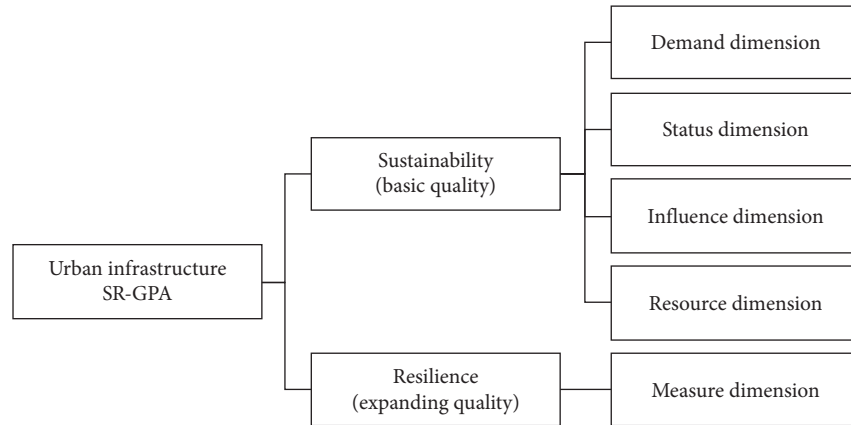 Urban infrastructure
SR-GPA
Sustainability
(basic quality)
Resilience
(expanding quality)
Demand dimension
Status dimension
Influence dimension
Resource dimension
Measure dimension